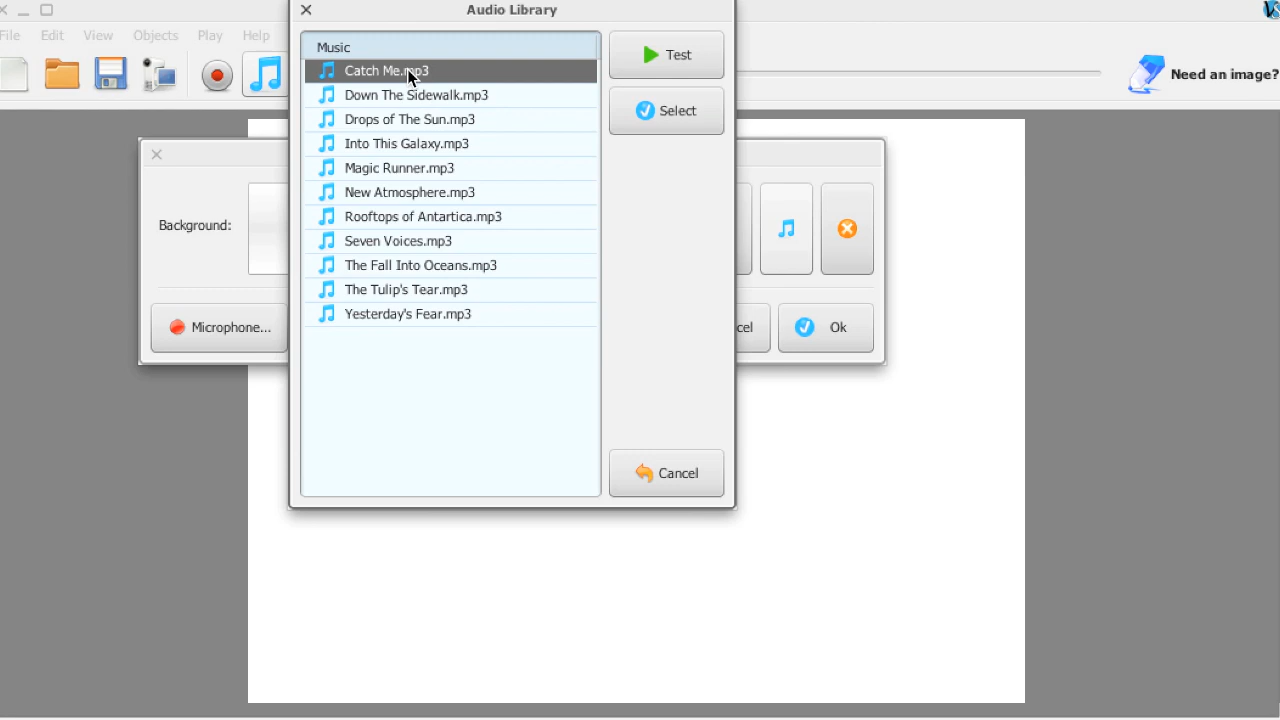 Audio Library
File Edit View Objects Play Help
Music
Catch Me.mp3
Down The Sidewalk.mp3
Drops of The Sun.mp3
Into This Galaxy.mp3
Magic Runner.mp3
New Atmosphere.mp3
Rooftops of Antartica.mp3
Seven Voices.mp3
The Fall Into Oceans.mp3
The Tulip's Tear.mp3
Yesterday's Fear.mp3
Test
Select
Cancel
Need an image?
Background:
Microphone...
cel
Ok